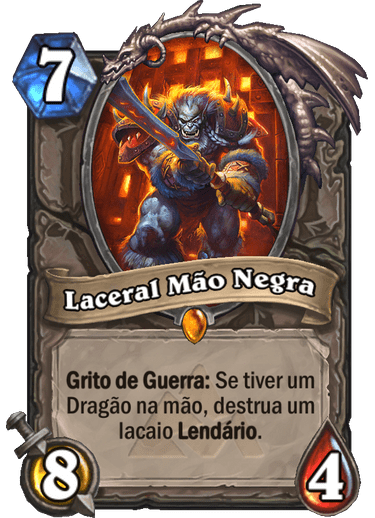 7
Laceral Mão Negra
Grito de Guerra: Se tiver um
Dragão na mão, destrua um
lacaio Lendário.
8
4